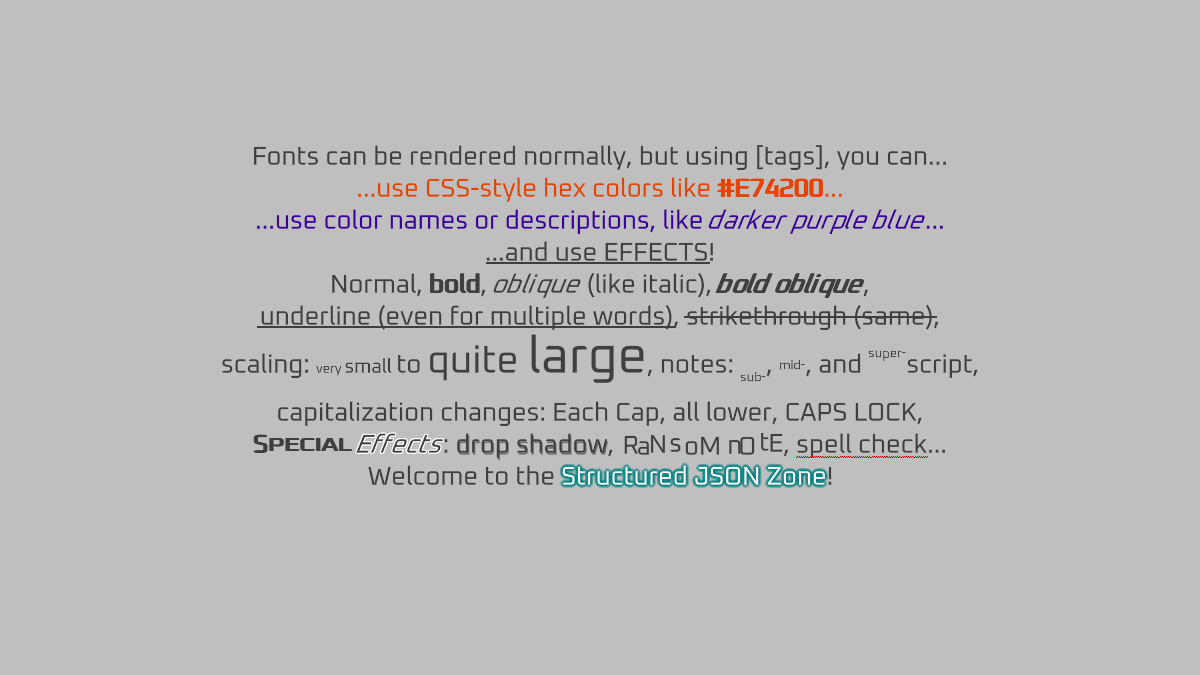 Fonts can be rendered normally, but using [tags], you can...
...use CSS-style hex colors like #E74200...
...use color names or descriptions, like darker purple blue...
...and use EFFECTS!
Normal, bold, oblique (like italic), bold oblique,
underline (even for multiple words), strikethrough (same),
scaling: very small to quite large, notes: sub-, mid-, and super-script,
capitalization changes: Each Cap, all lower, CAPS LOCK,
SPECIAL Effects: drop shadow, RaNsoM nOtE, spell check...
Welcome to the Structured JSON Zone!